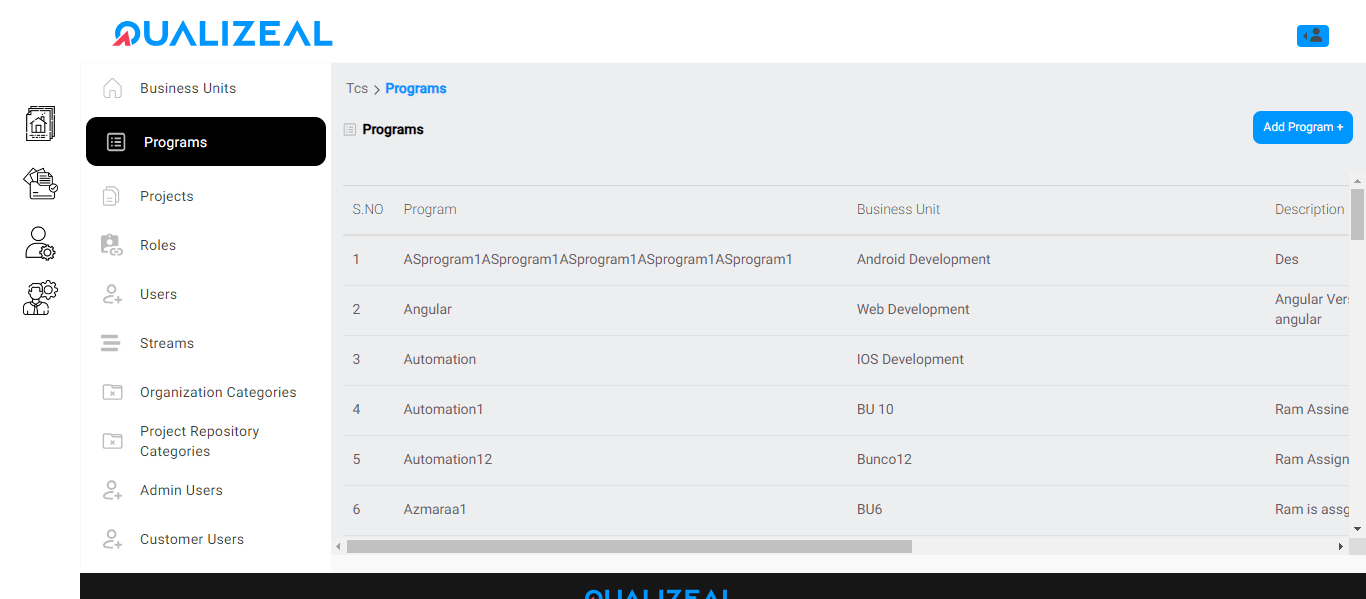 QUALIZEAL
Business Units
Programs
Projects
Roles
Users
Streams
Organization Categories
Project Repository
Categories
Admin Users
Customer Users
Tcs > Programs
Programs
Add Program +
S.NO Program Business Unit Description
1 ASprogram1ASprogram1ASprogram1ASprogram1ASprogram1 Android Development Des
2 Angular Web Development Angular Vers
angular
3 Automation IOS Development
4 Automation1 BU 10 Ram Assine
5 Automation12 Bunco12 Ram Assign
6 Azmaraa1 BU6 Ram is assg
QUALIZEAL